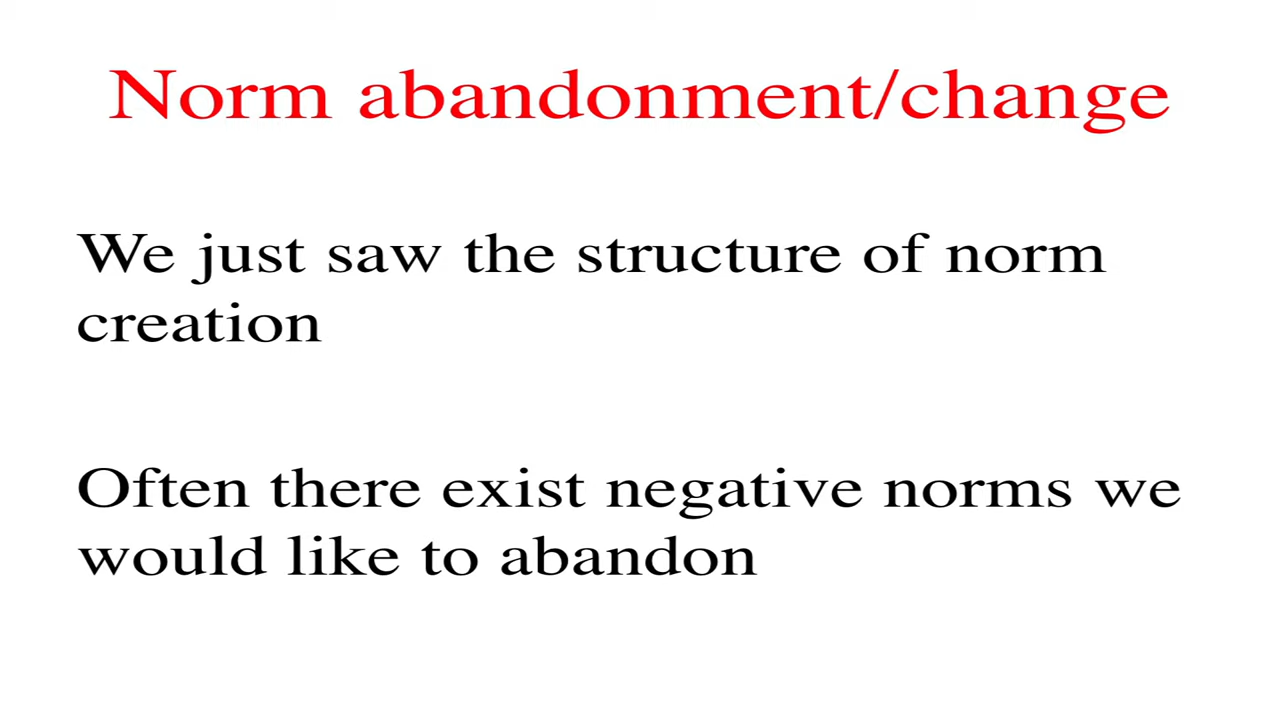 Norm abandonment/change
We just saw the structure of norm
creation
Often there exist negative norms we
would like to abandon